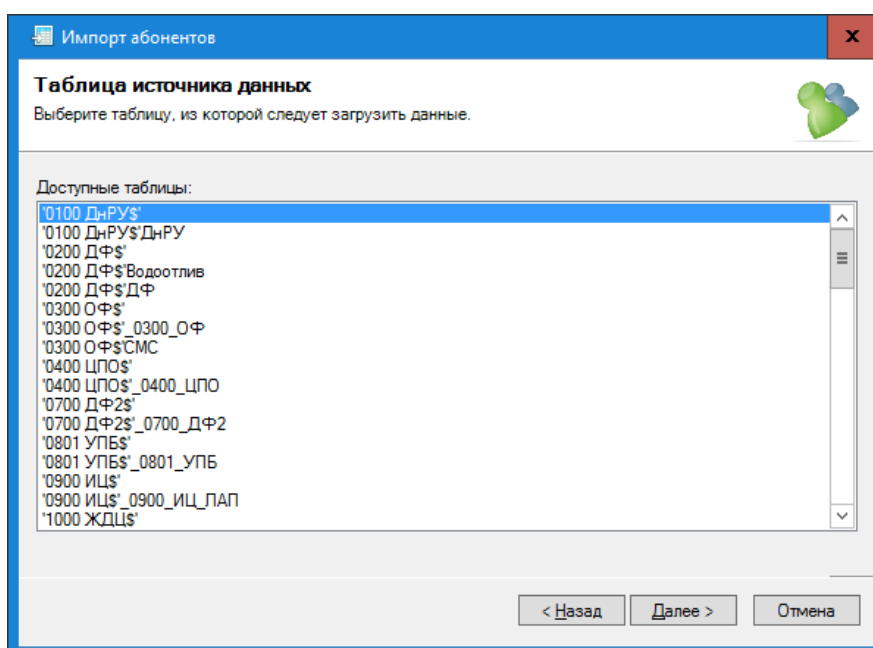 Импорт абонентов
x
Таблица источника данных
Выберите таблицу, из которой следует загрузить данные.
Доступные таблицы:
'0100 ДнРУ$'
'0100 ДнРУ$'ДнРУ
'0200 ДФ$'
'0200 ДФ$'Водоотлив
'0200 ДФ$'ДФ
'0300 ОФ$'
'0300 ОФ$'_0300_ОФ
'0300 ОФ$'СМС
'0400 ЦПО$'
'0400 ЦПО$'_0400_ЦПО
'0700 ДФ2$'
'0700 ДФ2$'_0700_ДФ2
'0801 УПБ$'
'0801 УПБ$'_0801_УПБ
'0900 ИЦ$'
'0900 ИЦ$'_0900_ИЦ_ЛАП
'1000 ЖДЦ$'
< Назад Далее > Отмена